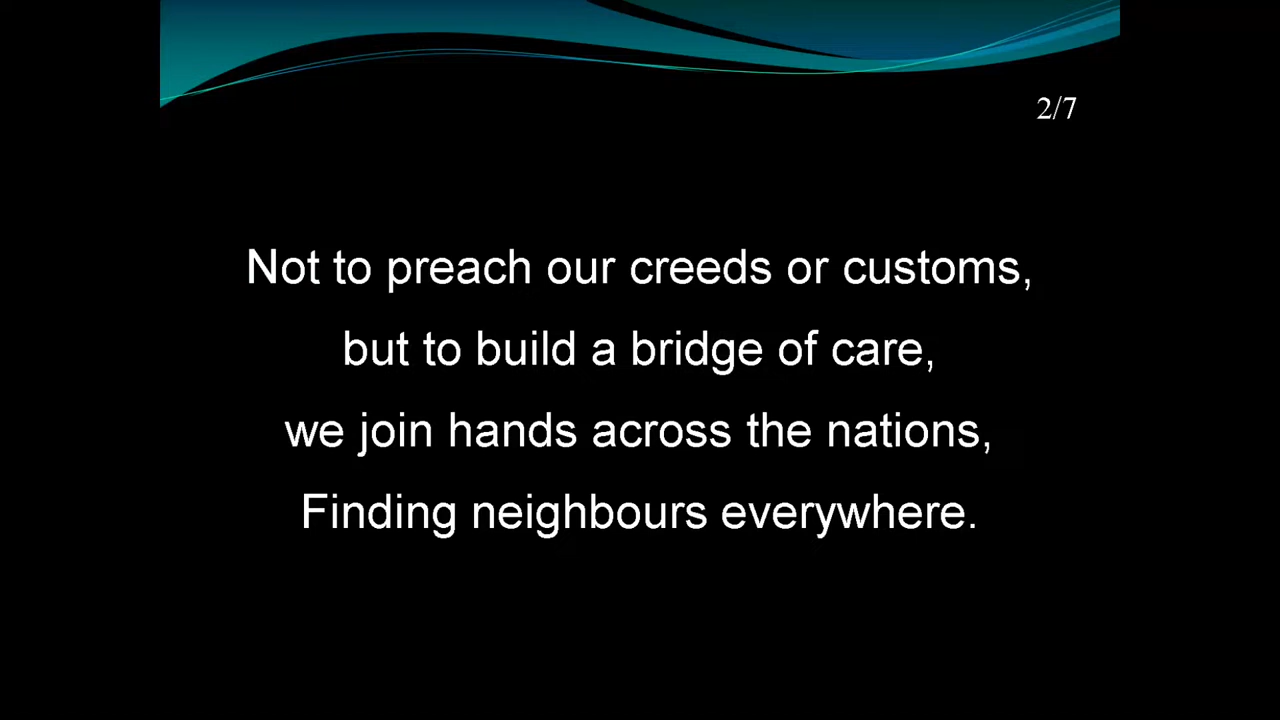 2/7
Not to preach our creeds or customs,
but to build a bridge of care,
we join hands across the nations,
Finding neighbours everywhere.